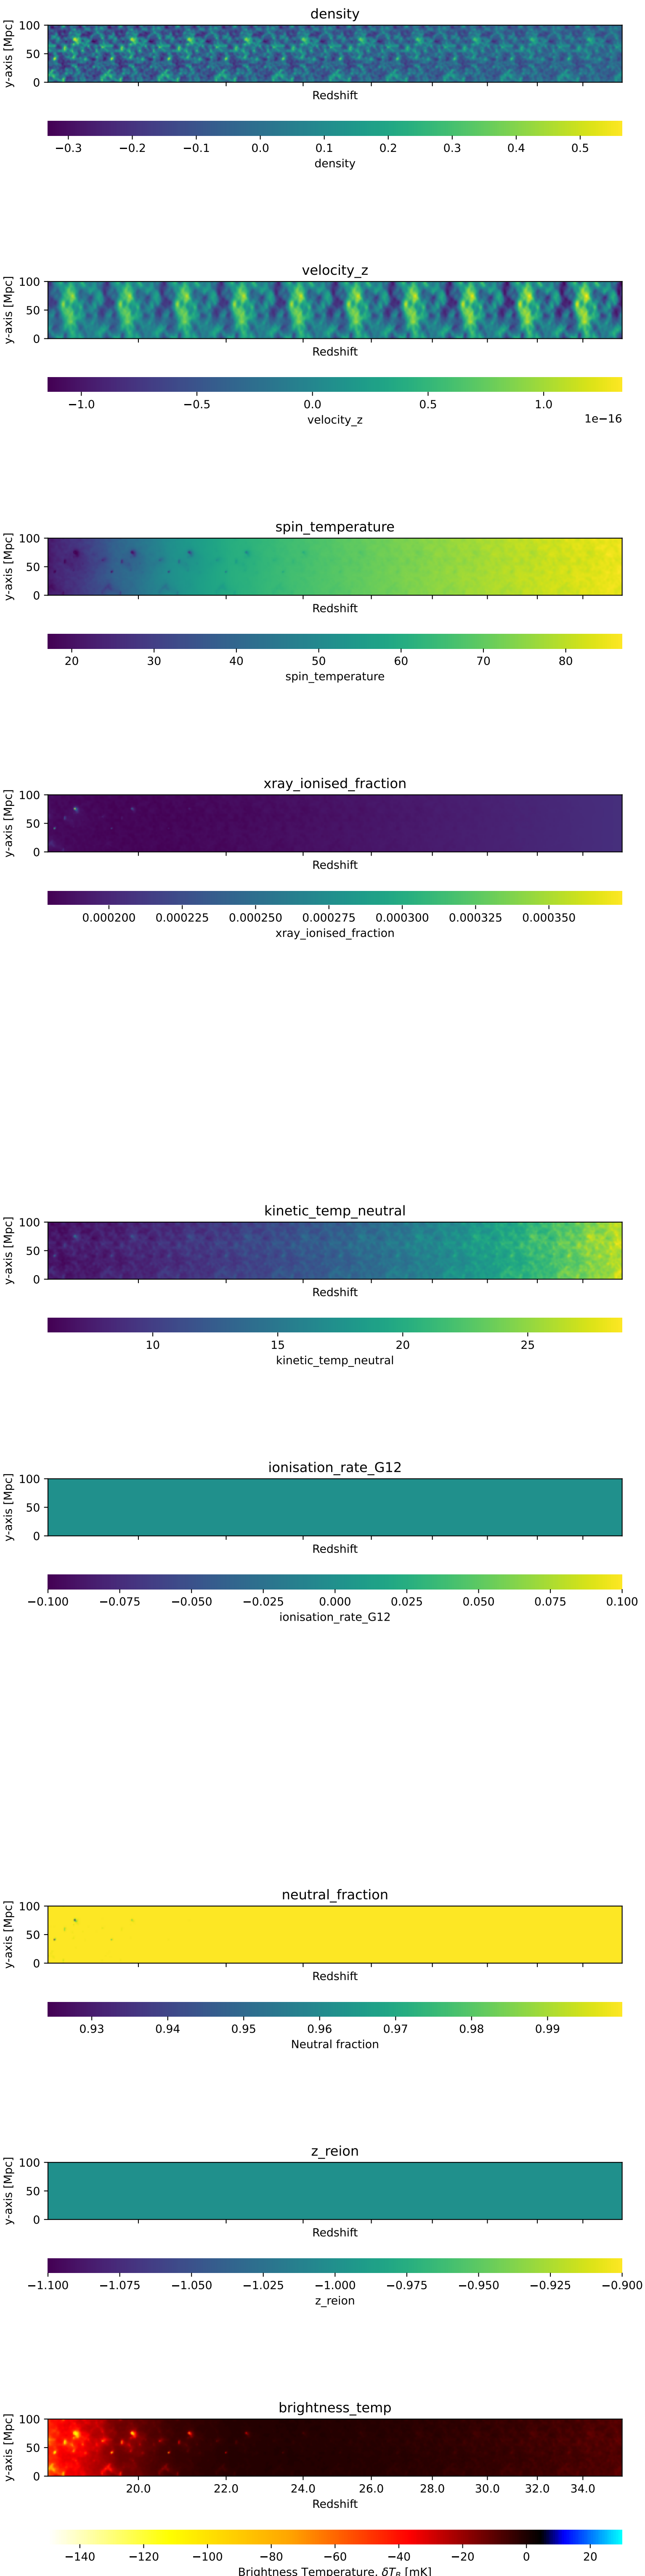 density
y-axis [Mpc]
100
50
0
Redshift
−0.3 −0.2 −0.1 0.0 0.1 0.2 0.3 0.4 0.5
density
velocity_z
y-axis [Mpc]
100
50
0
Redshift
−1.0 −0.5 0.0 0.5 1.0
1e−16
velocity_z
spin_temperature
y-axis [Mpc]
100
50
0
Redshift
20 30 40 50 60 70 80
spin_temperature
xray_ionised_fraction
y-axis [Mpc]
100
50
0
Redshift
0.000200 0.000225 0.000250 0.000275 0.000300 0.000325 0.000350
xray_ionised_fraction
kinetic_temp_neutral
y-axis [Mpc]
100
50
0
Redshift
10 15 20 25
kinetic_temp_neutral
ionisation_rate_G12
y-axis [Mpc]
100
50
0
Redshift
−0.100 −0.075 −0.050 −0.025 0.000 0.025 0.050 0.075 0.100
ionisation_rate_G12
neutral_fraction
y-axis [Mpc]
100
50
0
Redshift
0.93 0.94 0.95 0.96 0.97 0.98 0.99
Neutral fraction
z_reion
y-axis [Mpc]
100
50
0
Redshift
−1.100 −1.075 −1.050 −1.025 −1.000 −0.975 −0.950 −0.925 −0.900
z_reion
brightness_temp
y-axis [Mpc]
100
50
0
20.0 22.0 24.0 26.0 28.0 30.0 32.0 34.0
Redshift
−140 −120 −100 −80 −60 −40 −20 0 20
Brightness Temperature, δT_B [mK]